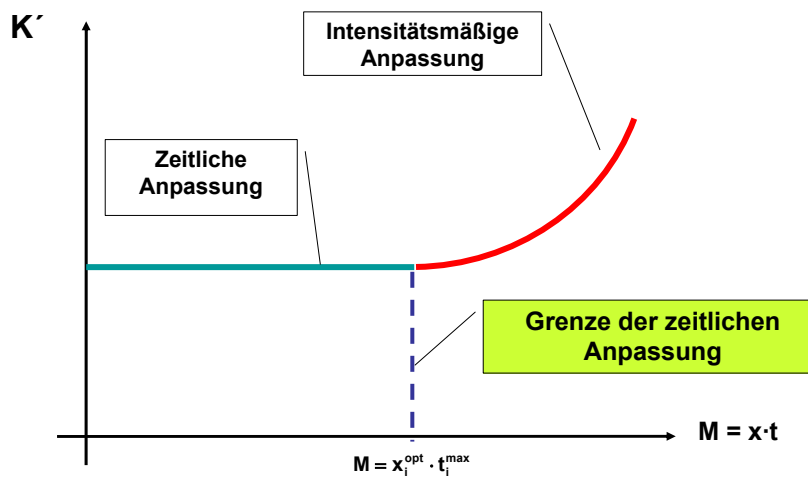 K´
Intensitätsmäßige
Anpassung
Zeitliche
Anpassung
Grenze der zeitlichen
Anpassung
M = x·t
M = x_i^opt · t_i^max